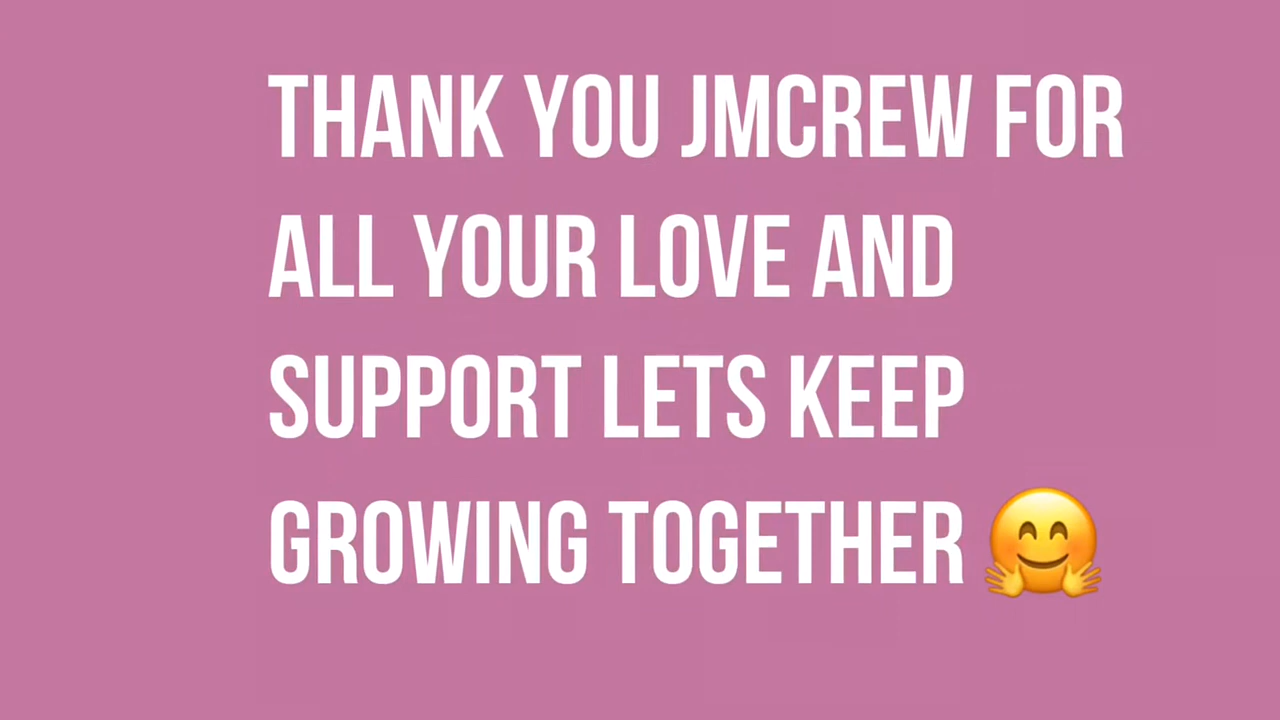 THANK YOU JMCREW FOR
ALL YOUR LOVE AND
SUPPORT LETS KEEP
GROWING TOGETHER 🤗